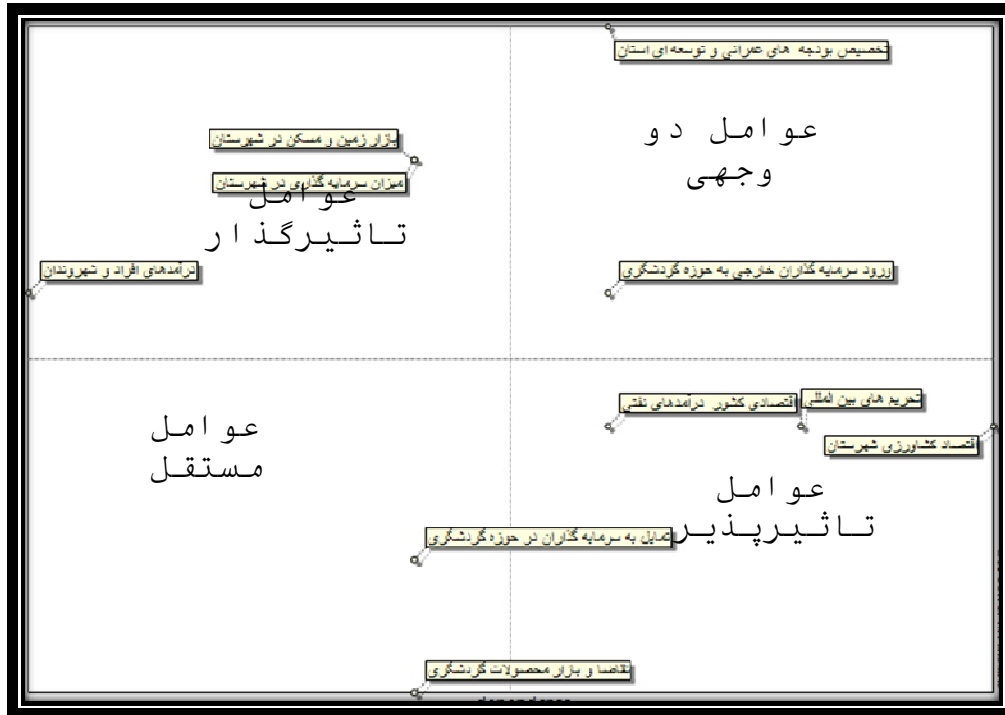 تخصیص بودجه های عمرانی و توسعه ای استان
عوامل دو
وجهی
بازار زمین و مسکن در شهرستان
میزان سرمایه گذاری در شهرستان
عوامل
تاثیرگذار
ورود سرمایه گذاران خارجی به حوزه گردشگری
درآمدهای افراد و شهروندان
تحریم های بین المللی
اقتصادی کشور درآمدهای نفتی
اقتصاد کشاورزی شهرستان
عوامل
مستقل
عوامل
تاثیرپذیر
تمایل به سرمایه گذاران در حوزه گردشگری
تقاضا و بازار محصولات گردشگری